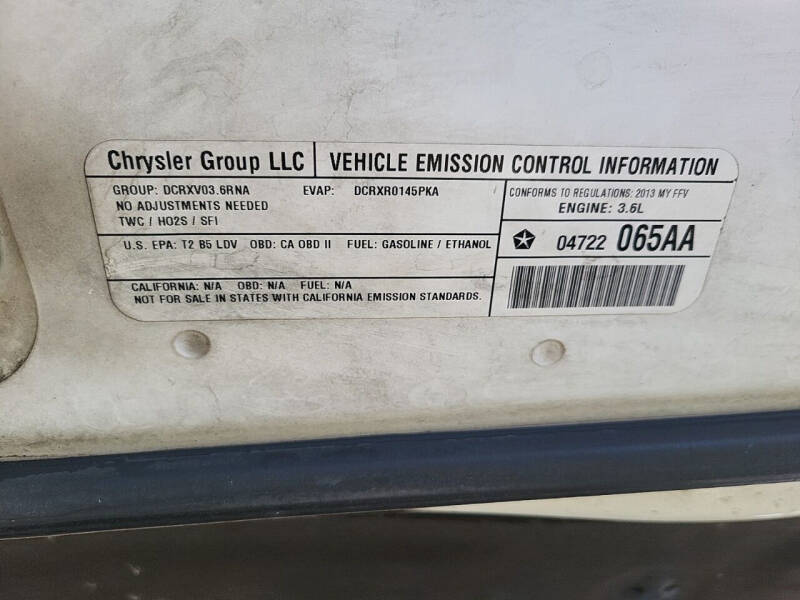 Chrysler Group LLC VEHICLE EMISSION CONTROL INFORMATION
GROUP: DCRXV03.6RNA EVAP: DCRXR0145PKA
NO ADJUSTMENTS NEEDED
TWC / HO2S / SFI
CONFORMS TO REGULATIONS: 2013 MY FFV
ENGINE: 3.6L
U.S. EPA: T2 B5 LDV OBD: CA OBD II FUEL: GASOLINE / ETHANOL
04722 065AA
CALIFORNIA: N/A OBD: N/A FUEL: N/A
NOT FOR SALE IN STATES WITH CALIFORNIA EMISSION STANDARDS.